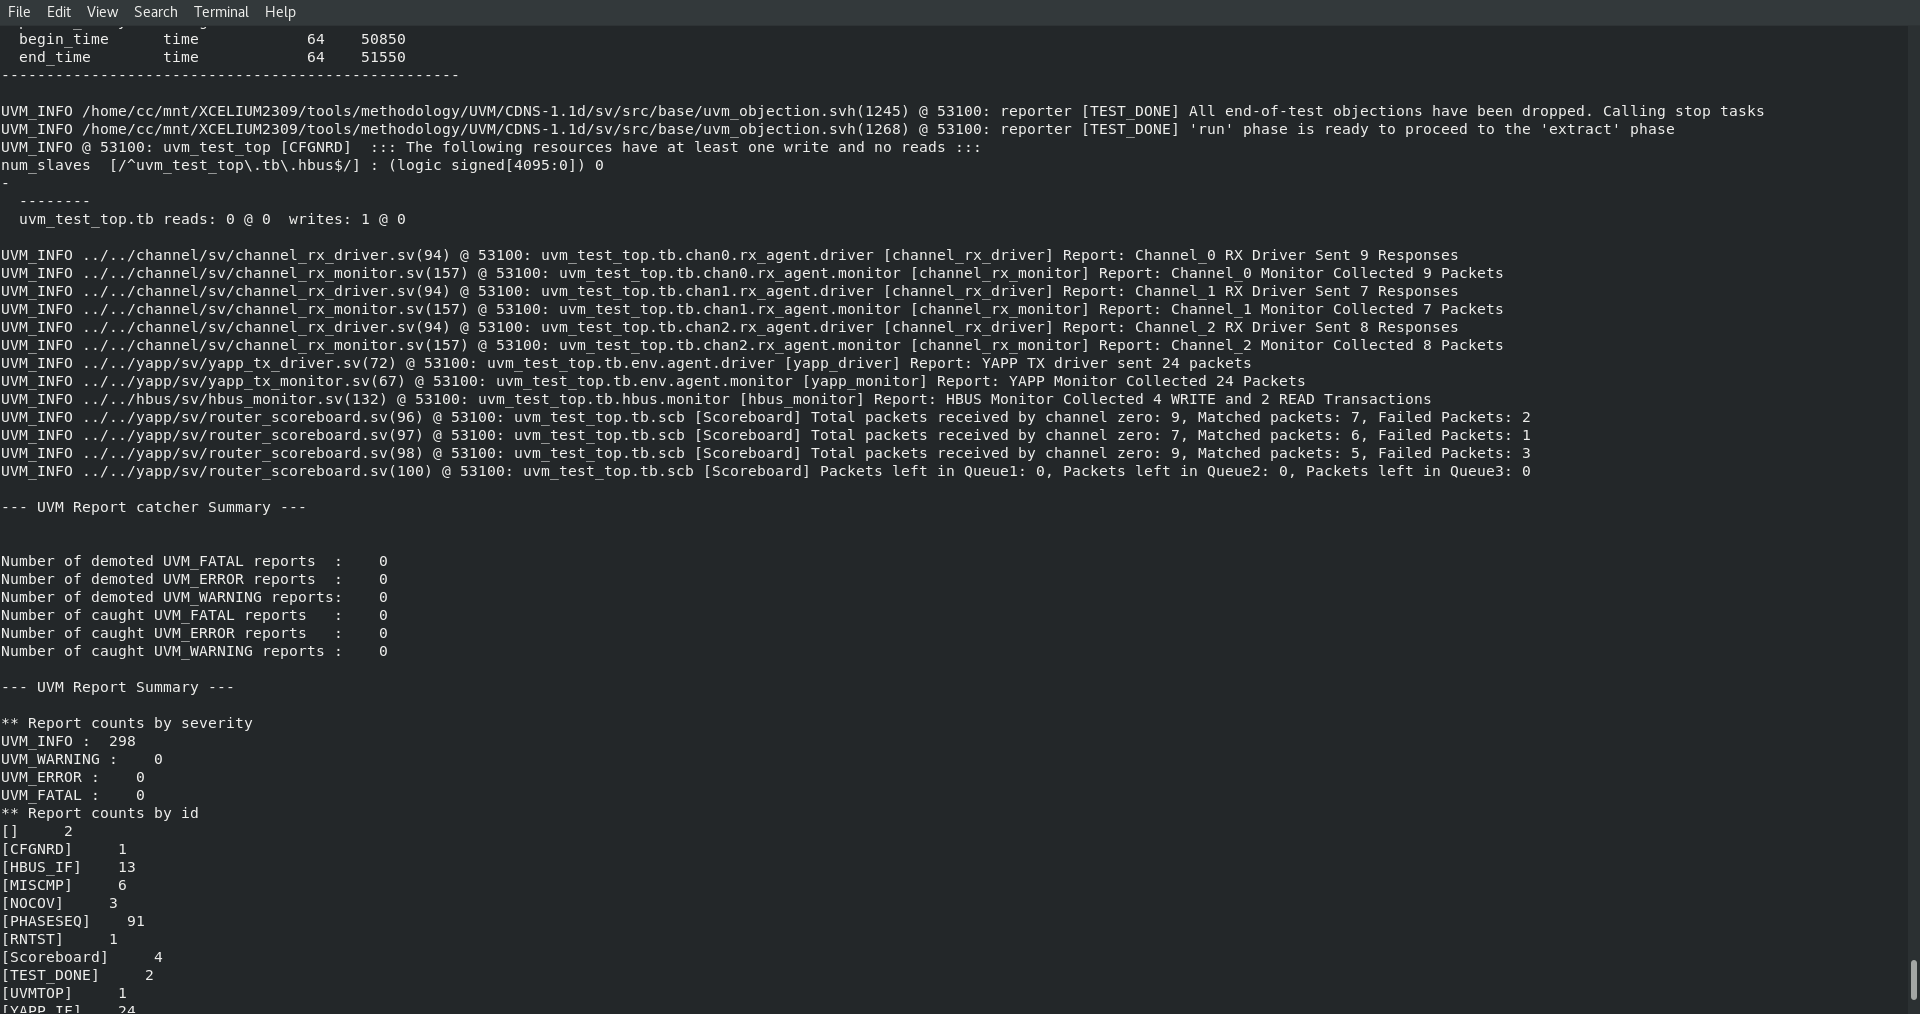 File Edit View Search Terminal Help
begin_time time 64 50850
end_time time 64 51550
---------------------------------------------------
UVM_INFO /home/cc/mnt/XCELIUM2309/tools/methodology/UVM/CDNS-1.1d/sv/src/base/uvm_objection.svh(1245) @ 53100: reporter [TEST_DONE] All end-of-test objections have been dropped. Calling stop tasks
UVM_INFO /home/cc/mnt/XCELIUM2309/tools/methodology/UVM/CDNS-1.1d/sv/src/base/uvm_objection.svh(1268) @ 53100: reporter [TEST_DONE] 'run' phase is ready to proceed to the 'extract' phase
UVM_INFO @ 53100: uvm_test_top [CFGNRD]  ::: The following resources have at least one write and no reads :::
num_slaves  [/^uvm_test_top\.tb\.hbus$/] : (logic signed[4095:0]) 0
-
--------
uvm_test_top.tb reads: 0 @ 0  writes: 1 @ 0
UVM_INFO ../../channel/sv/channel_rx_driver.sv(94) @ 53100: uvm_test_top.tb.chan0.rx_agent.driver [channel_rx_driver] Report: Channel_0 RX Driver Sent 9 Responses
UVM_INFO ../../channel/sv/channel_rx_monitor.sv(157) @ 53100: uvm_test_top.tb.chan0.rx_agent.monitor [channel_rx_monitor] Report: Channel_0 Monitor Collected 9 Packets
UVM_INFO ../../channel/sv/channel_rx_driver.sv(94) @ 53100: uvm_test_top.tb.chan1.rx_agent.driver [channel_rx_driver] Report: Channel_1 RX Driver Sent 7 Responses
UVM_INFO ../../channel/sv/channel_rx_monitor.sv(157) @ 53100: uvm_test_top.tb.chan1.rx_agent.monitor [channel_rx_monitor] Report: Channel_1 Monitor Collected 7 Packets
UVM_INFO ../../channel/sv/channel_rx_driver.sv(94) @ 53100: uvm_test_top.tb.chan2.rx_agent.driver [channel_rx_driver] Report: Channel_2 RX Driver Sent 8 Responses
UVM_INFO ../../channel/sv/channel_rx_monitor.sv(157) @ 53100: uvm_test_top.tb.chan2.rx_agent.monitor [channel_rx_monitor] Report: Channel_2 Monitor Collected 8 Packets
UVM_INFO ../../yapp/sv/yapp_tx_driver.sv(72) @ 53100: uvm_test_top.tb.env.agent.driver [yapp_driver] Report: YAPP TX driver sent 24 packets
UVM_INFO ../../yapp/sv/yapp_tx_monitor.sv(67) @ 53100: uvm_test_top.tb.env.agent.monitor [yapp_monitor] Report: YAPP Monitor Collected 24 Packets
UVM_INFO ../../hbus/sv/hbus_monitor.sv(132) @ 53100: uvm_test_top.tb.hbus.monitor [hbus_monitor] Report: HBUS Monitor Collected 4 WRITE and 2 READ Transactions
UVM_INFO ../../yapp/sv/router_scoreboard.sv(96) @ 53100: uvm_test_top.tb.scb [Scoreboard] Total packets received by channel zero: 9, Matched packets: 7, Failed Packets: 2
UVM_INFO ../../yapp/sv/router_scoreboard.sv(97) @ 53100: uvm_test_top.tb.scb [Scoreboard] Total packets received by channel zero: 7, Matched packets: 6, Failed Packets: 1
UVM_INFO ../../yapp/sv/router_scoreboard.sv(98) @ 53100: uvm_test_top.tb.scb [Scoreboard] Total packets received by channel zero: 9, Matched packets: 5, Failed Packets: 3
UVM_INFO ../../yapp/sv/router_scoreboard.sv(100) @ 53100: uvm_test_top.tb.scb [Scoreboard] Packets left in Queue1: 0, Packets left in Queue2: 0, Packets left in Queue3: 0
--- UVM Report catcher Summary ---
Number of demoted UVM_FATAL reports  :    0
Number of demoted UVM_ERROR reports  :    0
Number of demoted UVM_WARNING reports:    0
Number of caught UVM_FATAL reports   :    0
Number of caught UVM_ERROR reports   :    0
Number of caught UVM_WARNING reports :    0
--- UVM Report Summary ---
** Report counts by severity
UVM_INFO :  298
UVM_WARNING :    0
UVM_ERROR :    0
UVM_FATAL :    0
** Report counts by id
[]     2
[CFGNRD]     1
[HBUS_IF]    13
[MISCMP]     6
[NOCOV]     3
[PHASESEQ]    91
[RNTST]     1
[Scoreboard]     4
[TEST_DONE]     2
[UVMTOP]     1
[YAPP_IF]    24